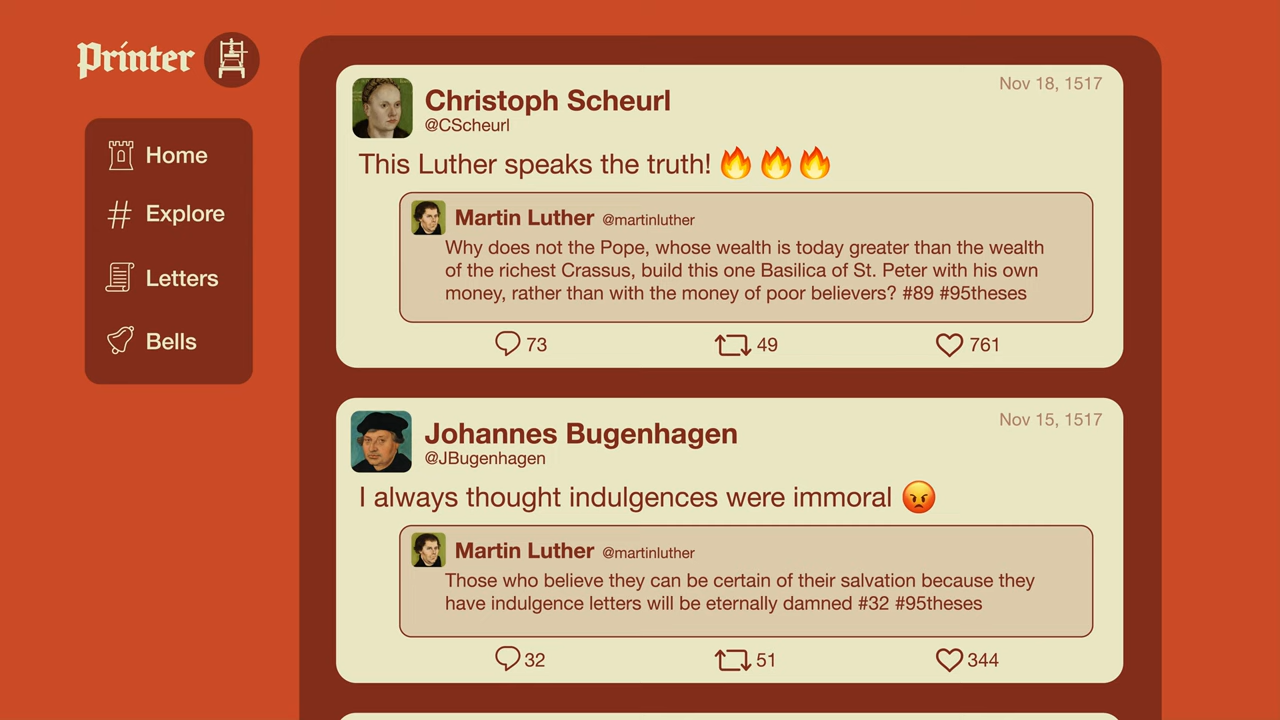 Printer
Home
Explore
Letters
Bells
Nov 18, 1517
Christoph Scheurl
@CScheurl
This Luther speaks the truth! 🔥🔥🔥
Martin Luther @martinluther
Why does not the Pope, whose wealth is today greater than the wealth
of the richest Crassus, build this one Basilica of St. Peter with his own
money, rather than with the money of poor believers? #89 #95theses
73 49 761
Nov 15, 1517
Johannes Bugenhagen
@JBugenhagen
I always thought indulgences were immoral 😡
Martin Luther @martinluther
Those who believe they can be certain of their salvation because they
have indulgence letters will be eternally damned #32 #95theses
32 51 344